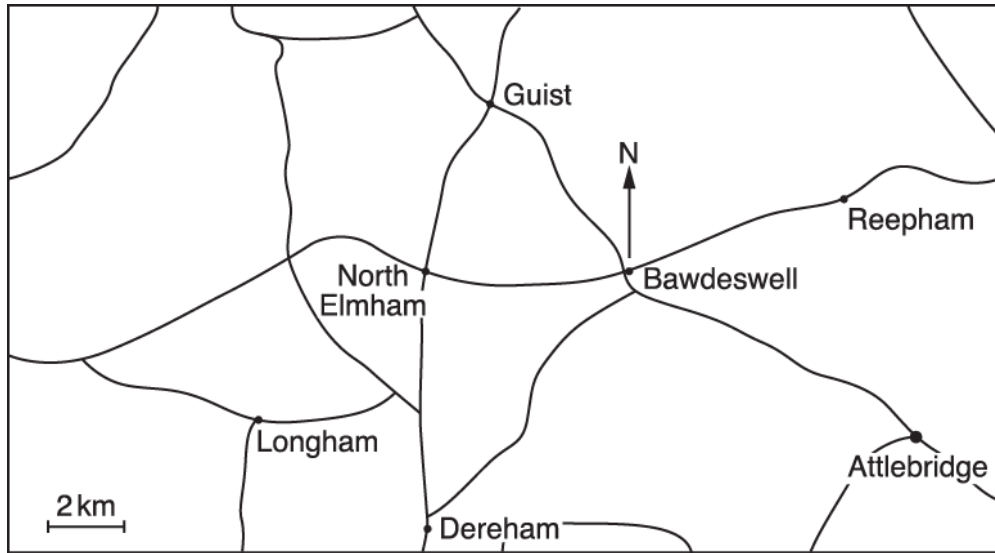 Guist
N
Reepham
North
Elmham
Bawdeswell
Longham
Attlebridge
2 km
Dereham